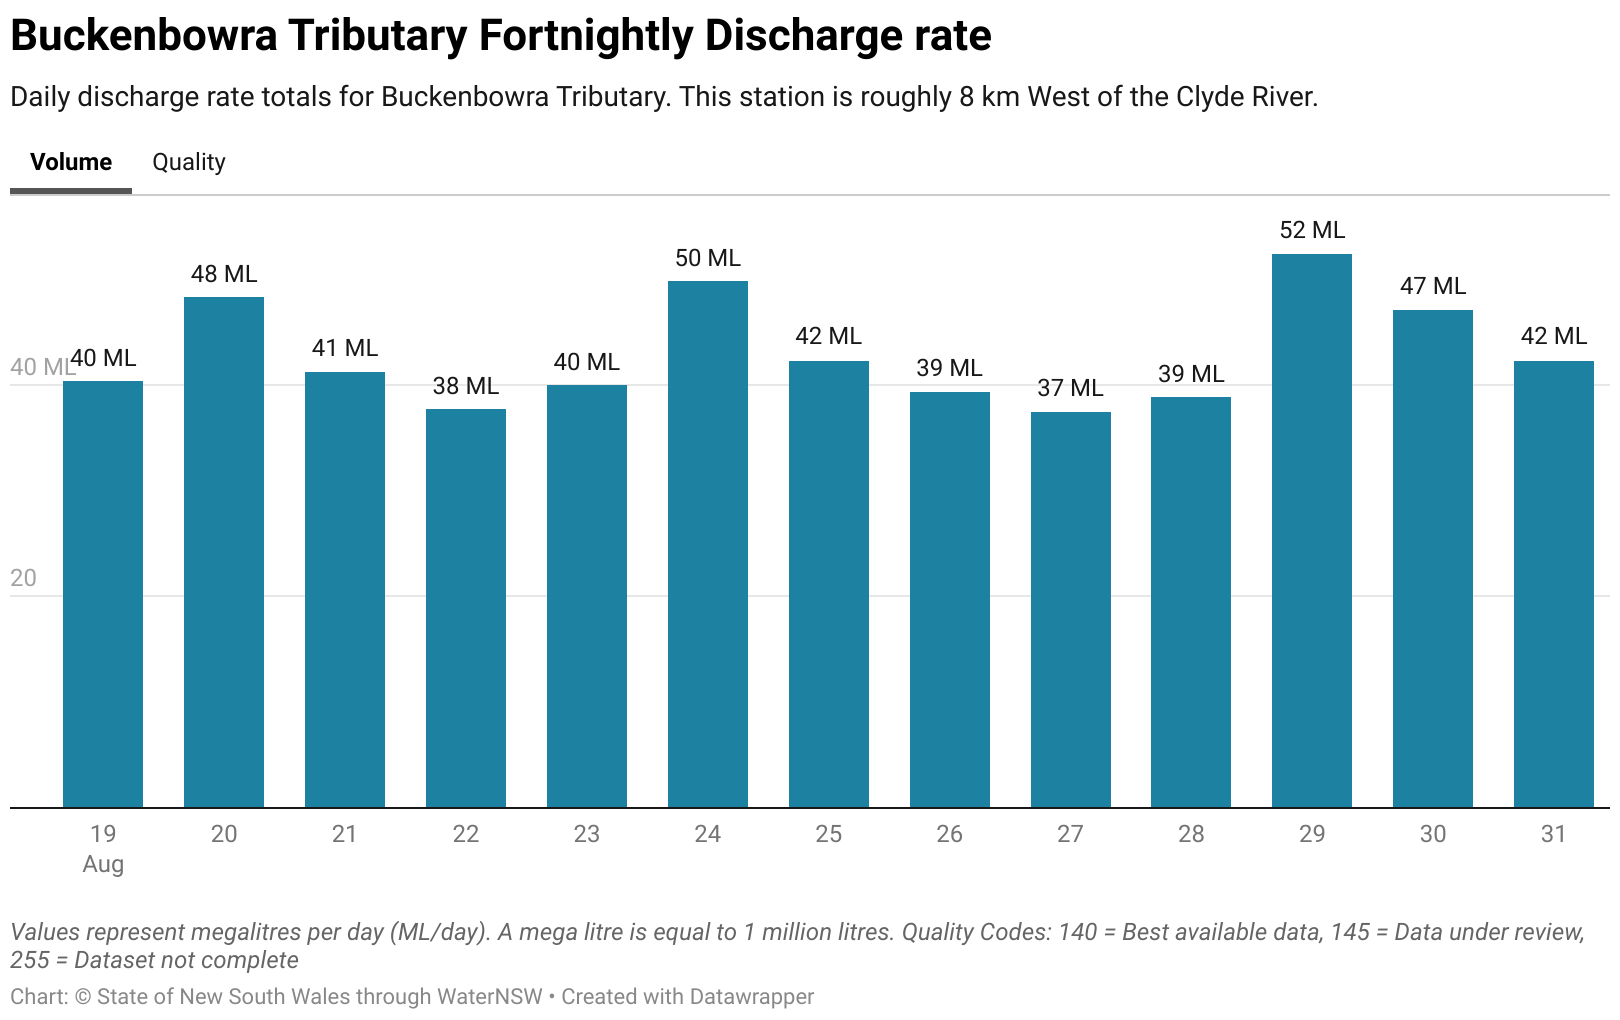 Buckenbowra Tributary Fortnightly Discharge rate
Daily discharge rate totals for Buckenbowra Tributary. This station is roughly 8 km West of the Clyde River.
Volume Quality
40 ML 48 ML 41 ML 38 ML 40 ML 50 ML 42 ML 39 ML 37 ML 39 ML 52 ML 47 ML 42 ML
40 ML
20
19 20 21 22 23 24 25 26 27 28 29 30 31
Aug
Values represent megalitres per day (ML/day). A mega litre is equal to 1 million litres. Quality Codes: 140 = Best available data, 145 = Data under review,
255 = Dataset not complete
Chart: © State of New South Wales through WaterNSW • Created with Datawrapper